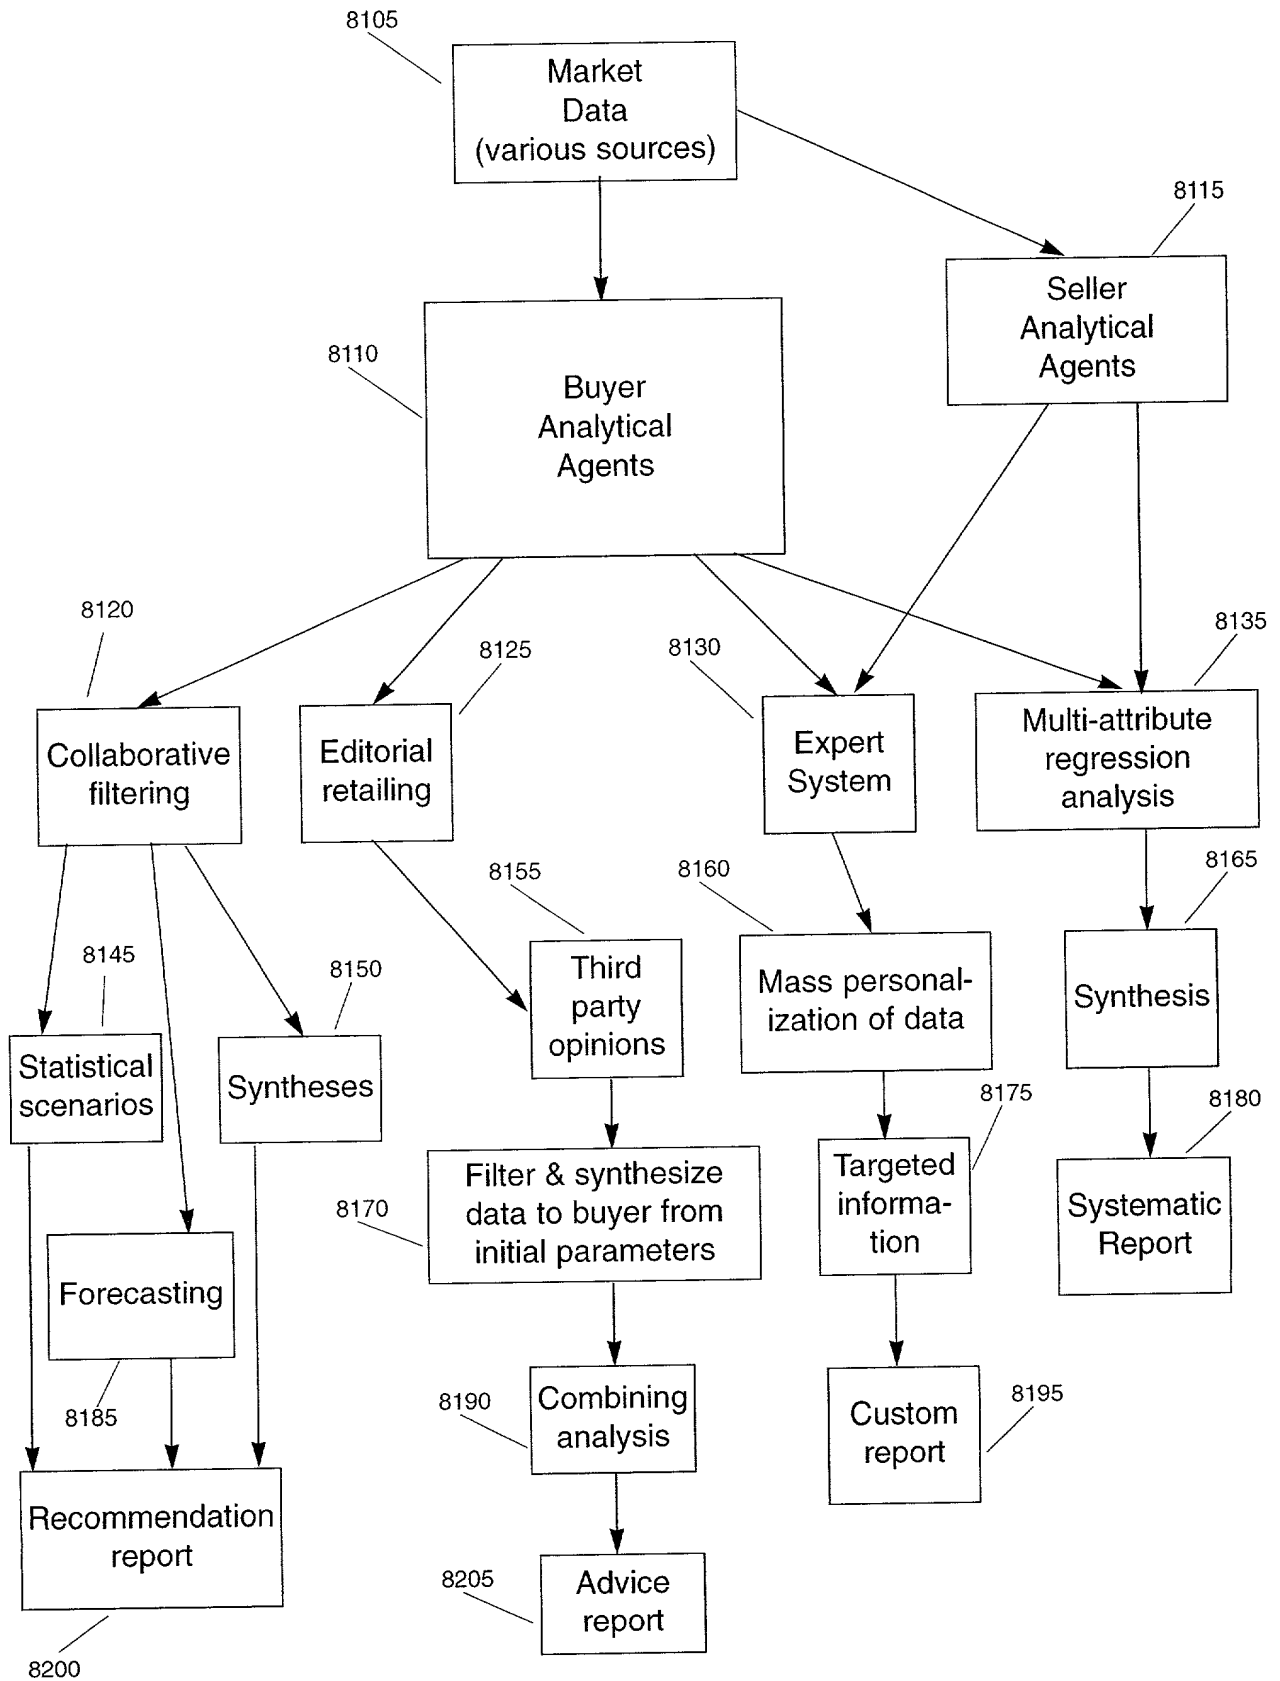 8105
Market
Data
(various sources)
8115
Seller
Analytical
Agents
8110
Buyer
Analytical
Agents
8120
8125
8130
8135
Collaborative
filtering
Editorial
retailing
Expert
System
Multi-attribute
regression
analysis
8145
8150
8155
8160
8165
Statistical
scenarios
Syntheses
Third
party
opinions
Mass personal-
ization of data
Synthesis
8170
8175
8180
Filter & synthesize
data to buyer from
initial parameters
Targeted
informa-
tion
Systematic
Report
Forecasting
8185
8190
Combining
analysis
Custom
report
8195
Recommendation
report
8200
8205
Advice
report